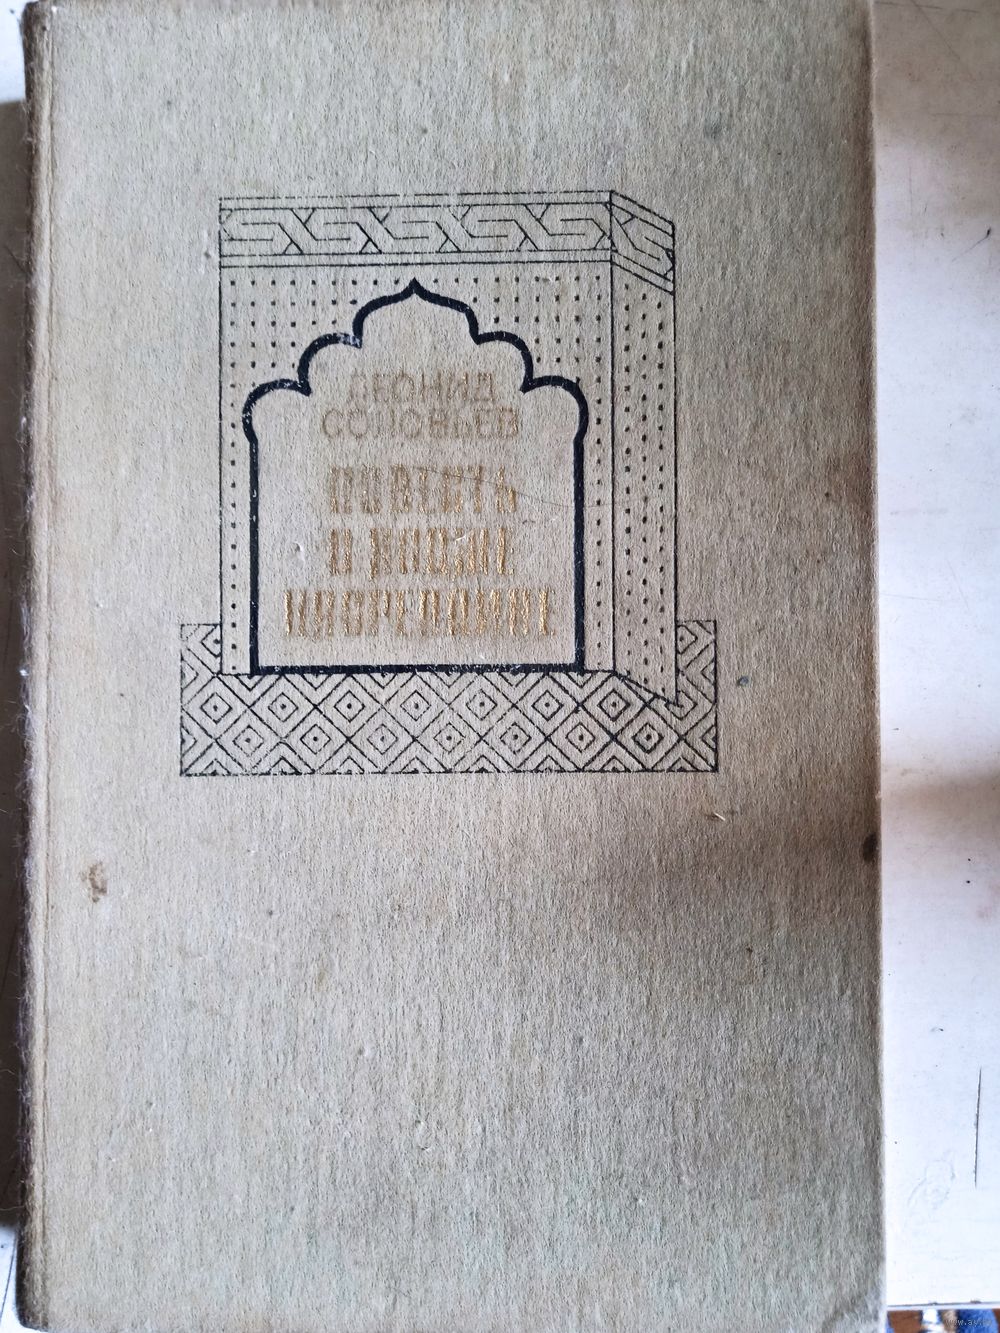 ЛЕОНИД
СОЛОВЬЕВ
ПОВЕСТЬ
О ХОДЖЕ
НАСРЕДДИНЕ